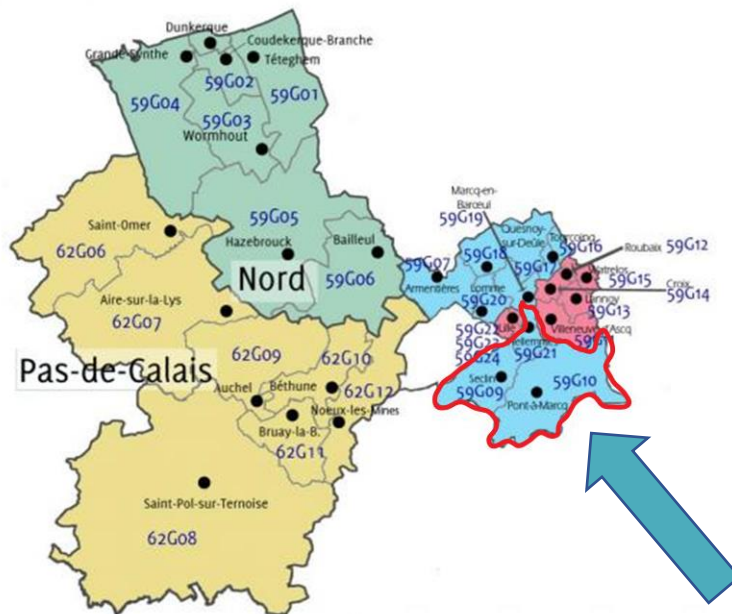 Dunkerque
Coudekerque-Branche
Grande-Synthe
Téteghem
59G02
59G04
59G01
59G03
Wormhout
Marcq-en-
Barœul
59G19
Quesnoy-
sur-Deûle
Tourcoing
59G16
Roubaix
59G12
Saint-Omer
59G05
62G06
Hazebrouck
Bailleul
59G18
59G17
59G07
Wattrelos
59G15
Nord
59G06
Armentières
Lomme
Croix
59G14
Lannoy
59G13
Aire-sur-la-Lys
59G20
62G07
59G22
Lille
Villeneuve-d'Ascq
62G09
62G10
Hellemmes
59G21
59G24
Pas-de-Calais
Béthune
62G12
Seclin
59G10
Auchel
59G09
Nœux-les-Mines
Pont-à-Marcq
Bruay-la-B.
62G11
Saint-Pol-sur-Ternoise
62G08